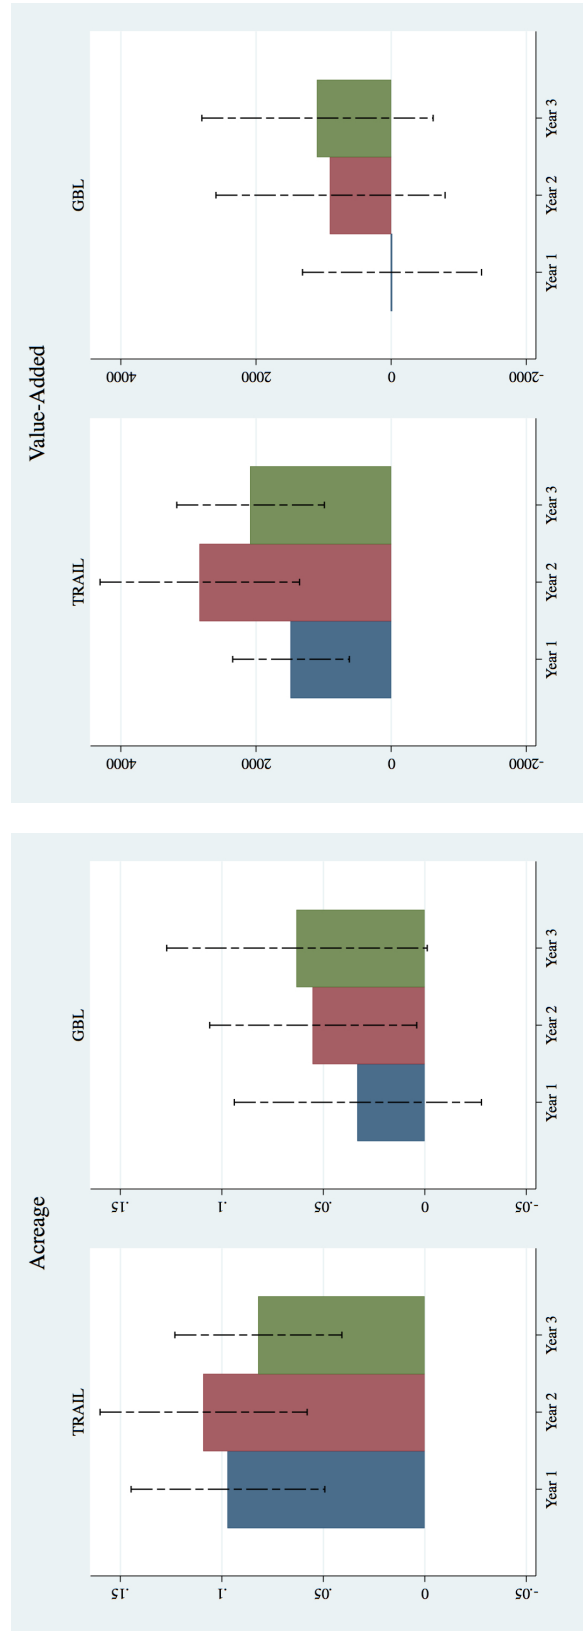 Acreage
TRAIL
.15
.1
.05
0
-.05
Year 1
Year 2
Year 3
GBL
.15
.1
.05
0
-.05
Year 1
Year 2
Year 3
Value-Added
TRAIL
4000
2000
0
-2000
Year 1
Year 2
Year 3
GBL
4000
2000
0
-2000
Year 1
Year 2
Year 3